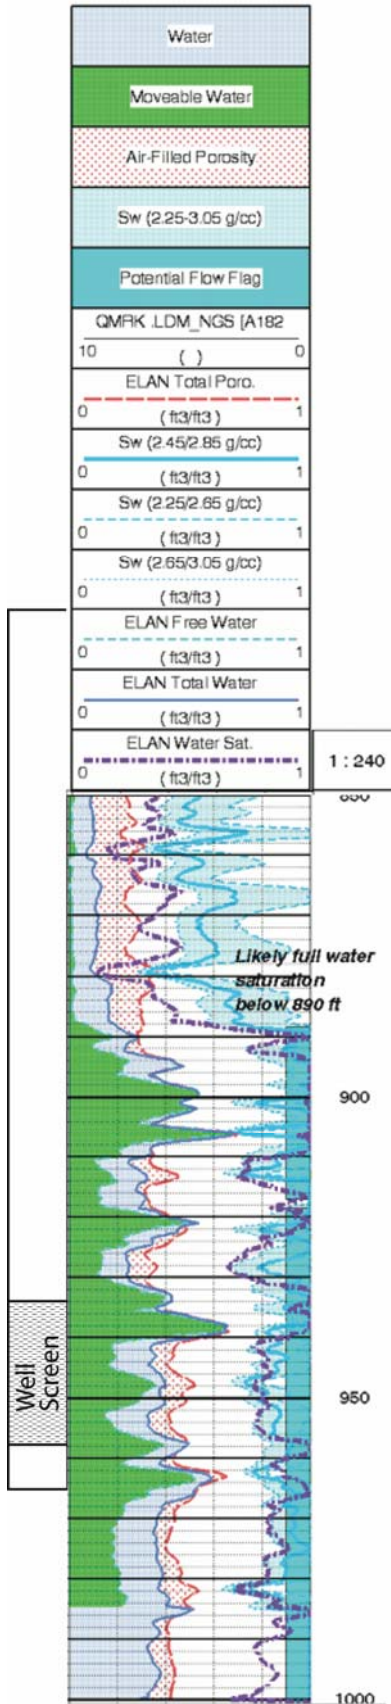 Water
Moveable Water
Air-Filled Porosity
Sw (2.25-3.05 g/cc)
Potential Flow Flag
QMRK .LDM_NGS [A182
10 ( ) 0
ELAN Total Poro.
0 (ft3/ft3) 1
Sw (2.45/2.85 g/cc)
0 (ft3/ft3) 1
Sw (2.25/2.65 g/cc)
0 (ft3/ft3) 1
Sw (2.65/3.05 g/cc)
0 (ft3/ft3) 1
ELAN Free Water
0 (ft3/ft3) 1
ELAN Total Water
0 (ft3/ft3) 1
ELAN Water Sat.
0 (ft3/ft3) 1
1 : 240
850
Likely full water
saturation
below 890 ft
900
Well
Screen
950
1000